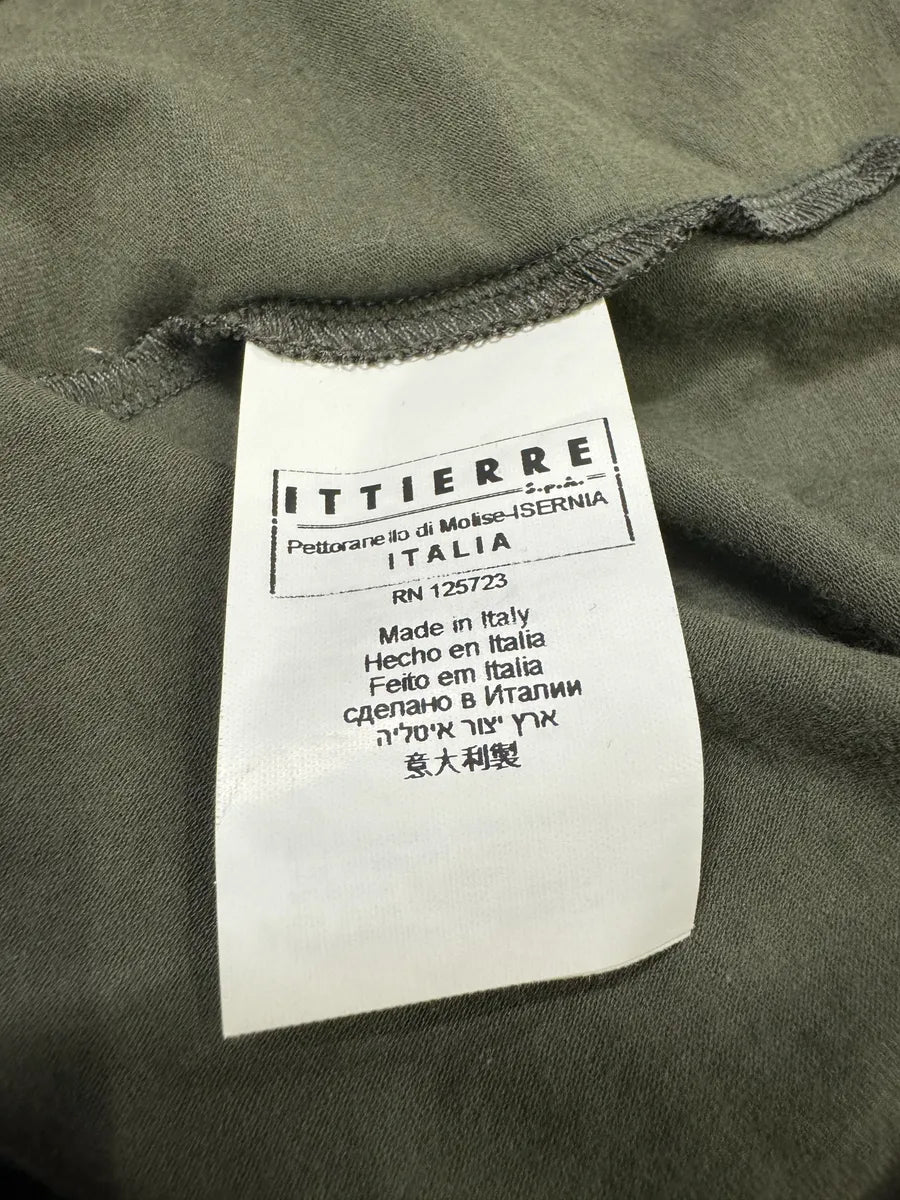 ITTIERRE
S.p.A.
Pettoranello di Molise-ISERNIA
ITALIA
RN 125723
Made in Italy
Hecho en Italia
Feito em Italia
сделано в Италии
ארץ יצור איטליה
意大利製